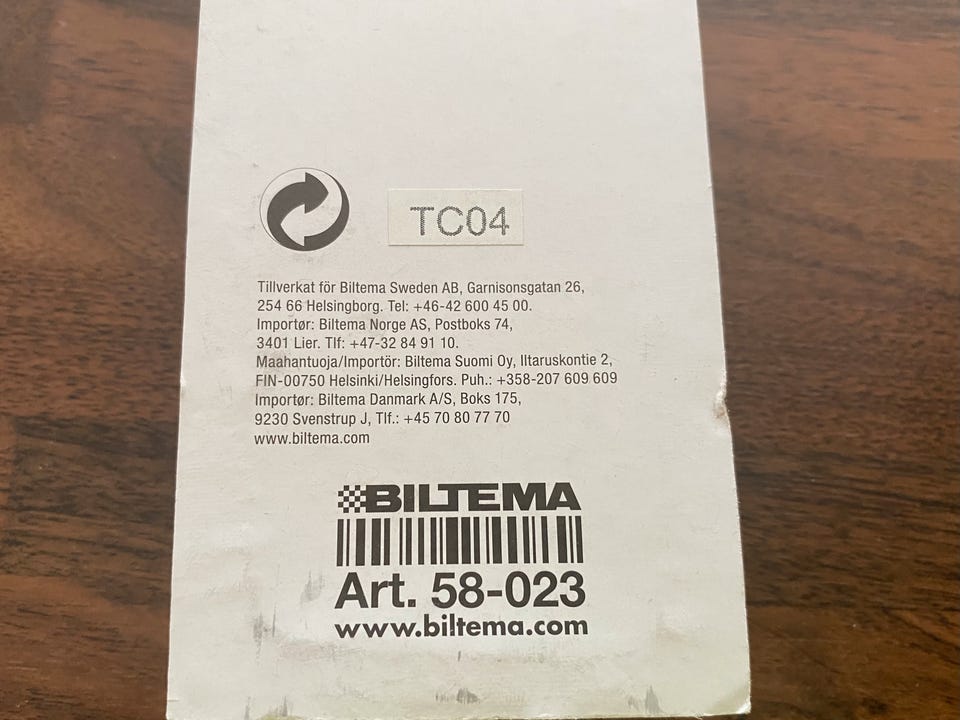 TC04
Tillverkat för Biltema Sweden AB, Garnisonsgatan 26,
254 66 Helsingborg. Tel: +46-42 600 45 00.
Importør: Biltema Norge AS, Postboks 74,
3401 Lier. Tlf: +47-32 84 91 10.
Maahantuoja/Importör: Biltema Suomi Oy, Iltaruskontie 2,
FIN-00750 Helsinki/Helsingfors. Puh.: +358-207 609 609
Importør: Biltema Danmark A/S, Boks 175,
9230 Svenstrup J, Tlf.: +45 70 80 77 70
www.biltema.com
BILTEMA
Art. 58-023
www.biltema.com